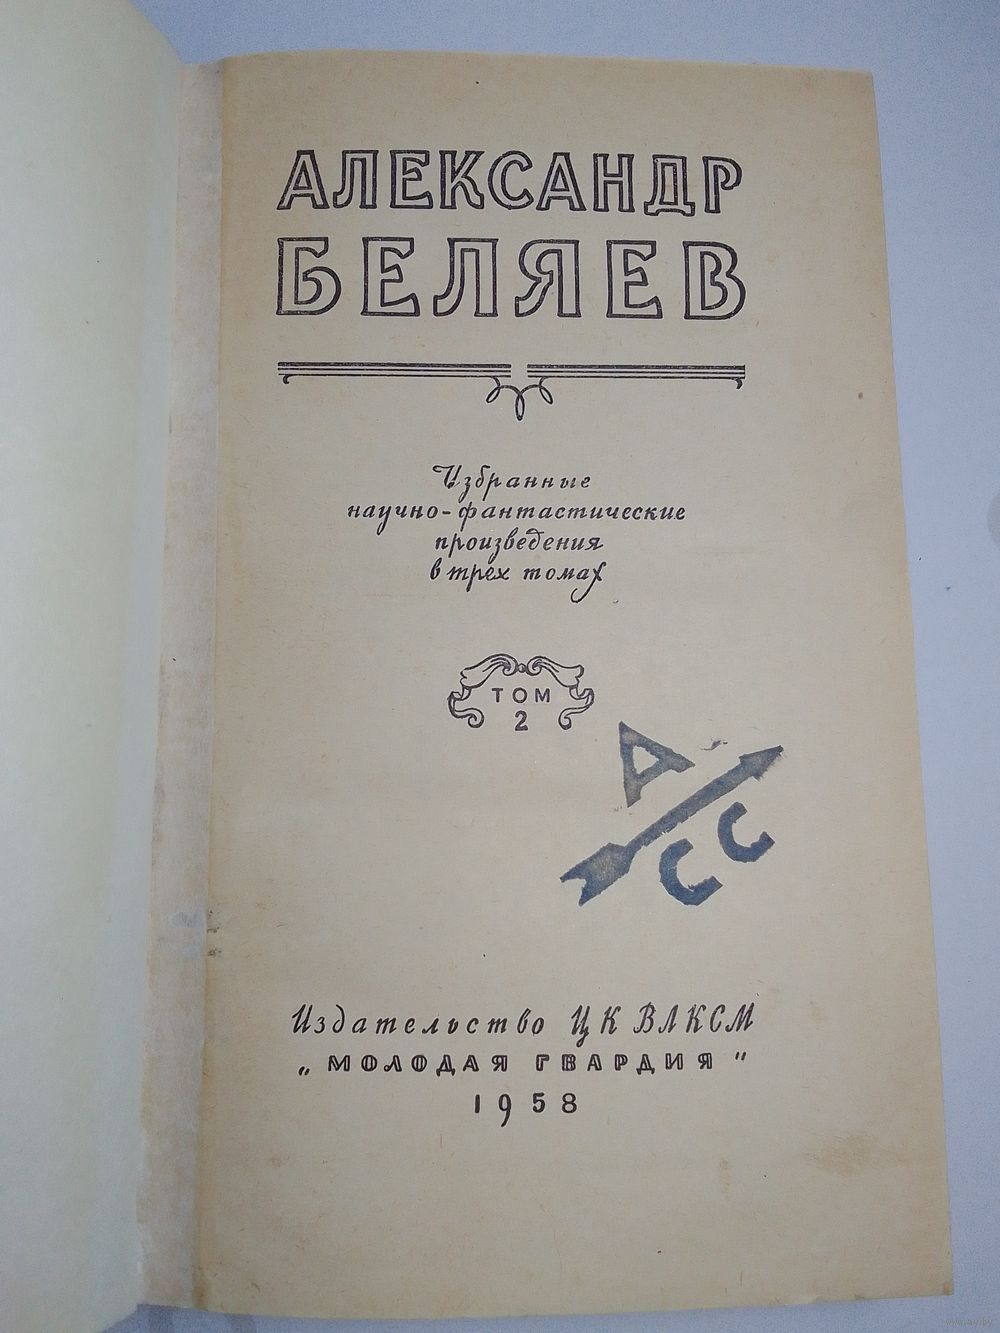 АЛЕКСАНДР
БЕЛЯЕВ
Избранные
научно-фантастические
произведения
в трех томах
ТОМ
2
А
СС
Издательство ЦК ВЛКСМ
„МОЛОДАЯ ГВАРДИЯ"
1958